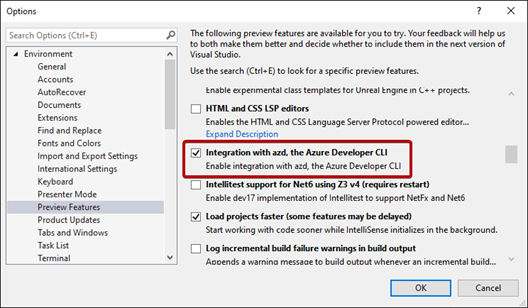 Options
? ×
Search Options (Ctrl+E)
Environment
General
Accounts
AutoRecover
Documents
Extensions
Find and Replace
Fonts and Colors
Import and Export Settings
International Settings
Keyboard
Presenter Mode
Preview Features
Product Updates
Tabs and Windows
Task List
Terminal
The following preview features are available for you to try. Your feedback will help us
to both make them better and decide whether to include them in the next version of
Visual Studio.
Use the search (Ctrl+E) to look for a specific preview features.
Enable experimental class templates for Unreal Engine in C++ projects.
HTML and CSS LSP editors
Enables the HTML and CSS Language Server Protocol powered editor...
Expand Description
Integration with azd, the Azure Developer CLI
Enable integration with azd, the Azure Developer CLI
Intellitest support for Net6 using Z3 v4 (requires restart)
Enable dev17 implementation of Intellitest to support NetFx and Net6
Load projects faster (some features may be delayed)
Start working with code sooner while IntelliSense initializes in the background.
Log incremental build failure warnings in build output
Appends a warning message to build output whenever an incremental build...
OK
Cancel